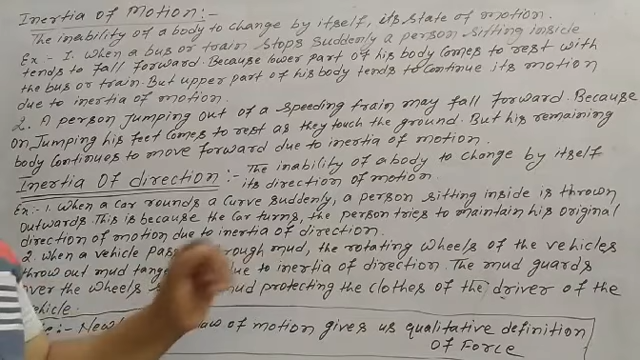 Inertia Of Motion:-
The inability of a body to change by itself, its state of motion.
Ex:- 1. When a bus or train stops suddenly a person sitting inside
tends to fall forward. Because lower part of his body comes to rest with
the bus or train. But upper part of his body tends to continue its motion
due to inertia of motion.
2. A person jumping out of a speeding train may fall forward. Because
on Jumping his feet comes to rest as they touch the ground. But his remaining
body continues to move forward due to inertia of motion.
Inertia Of direction:- The inability of a body to change by itself
its direction of motion.
Ex:- 1. When a car rounds a curve suddenly, a person sitting inside is thrown
outwards. This is because the car turns, the person tries to maintain his original
direction of motion due to inertia of direction.
2. When a vehicle through mud, the rotating wheels of the vehicles
throw out mud due to inertia of direction. The mud guards
over the wheels mud protecting the clothes of the driver of the
vehicle.
:- law of motion gives us qualitative definition
Of Force